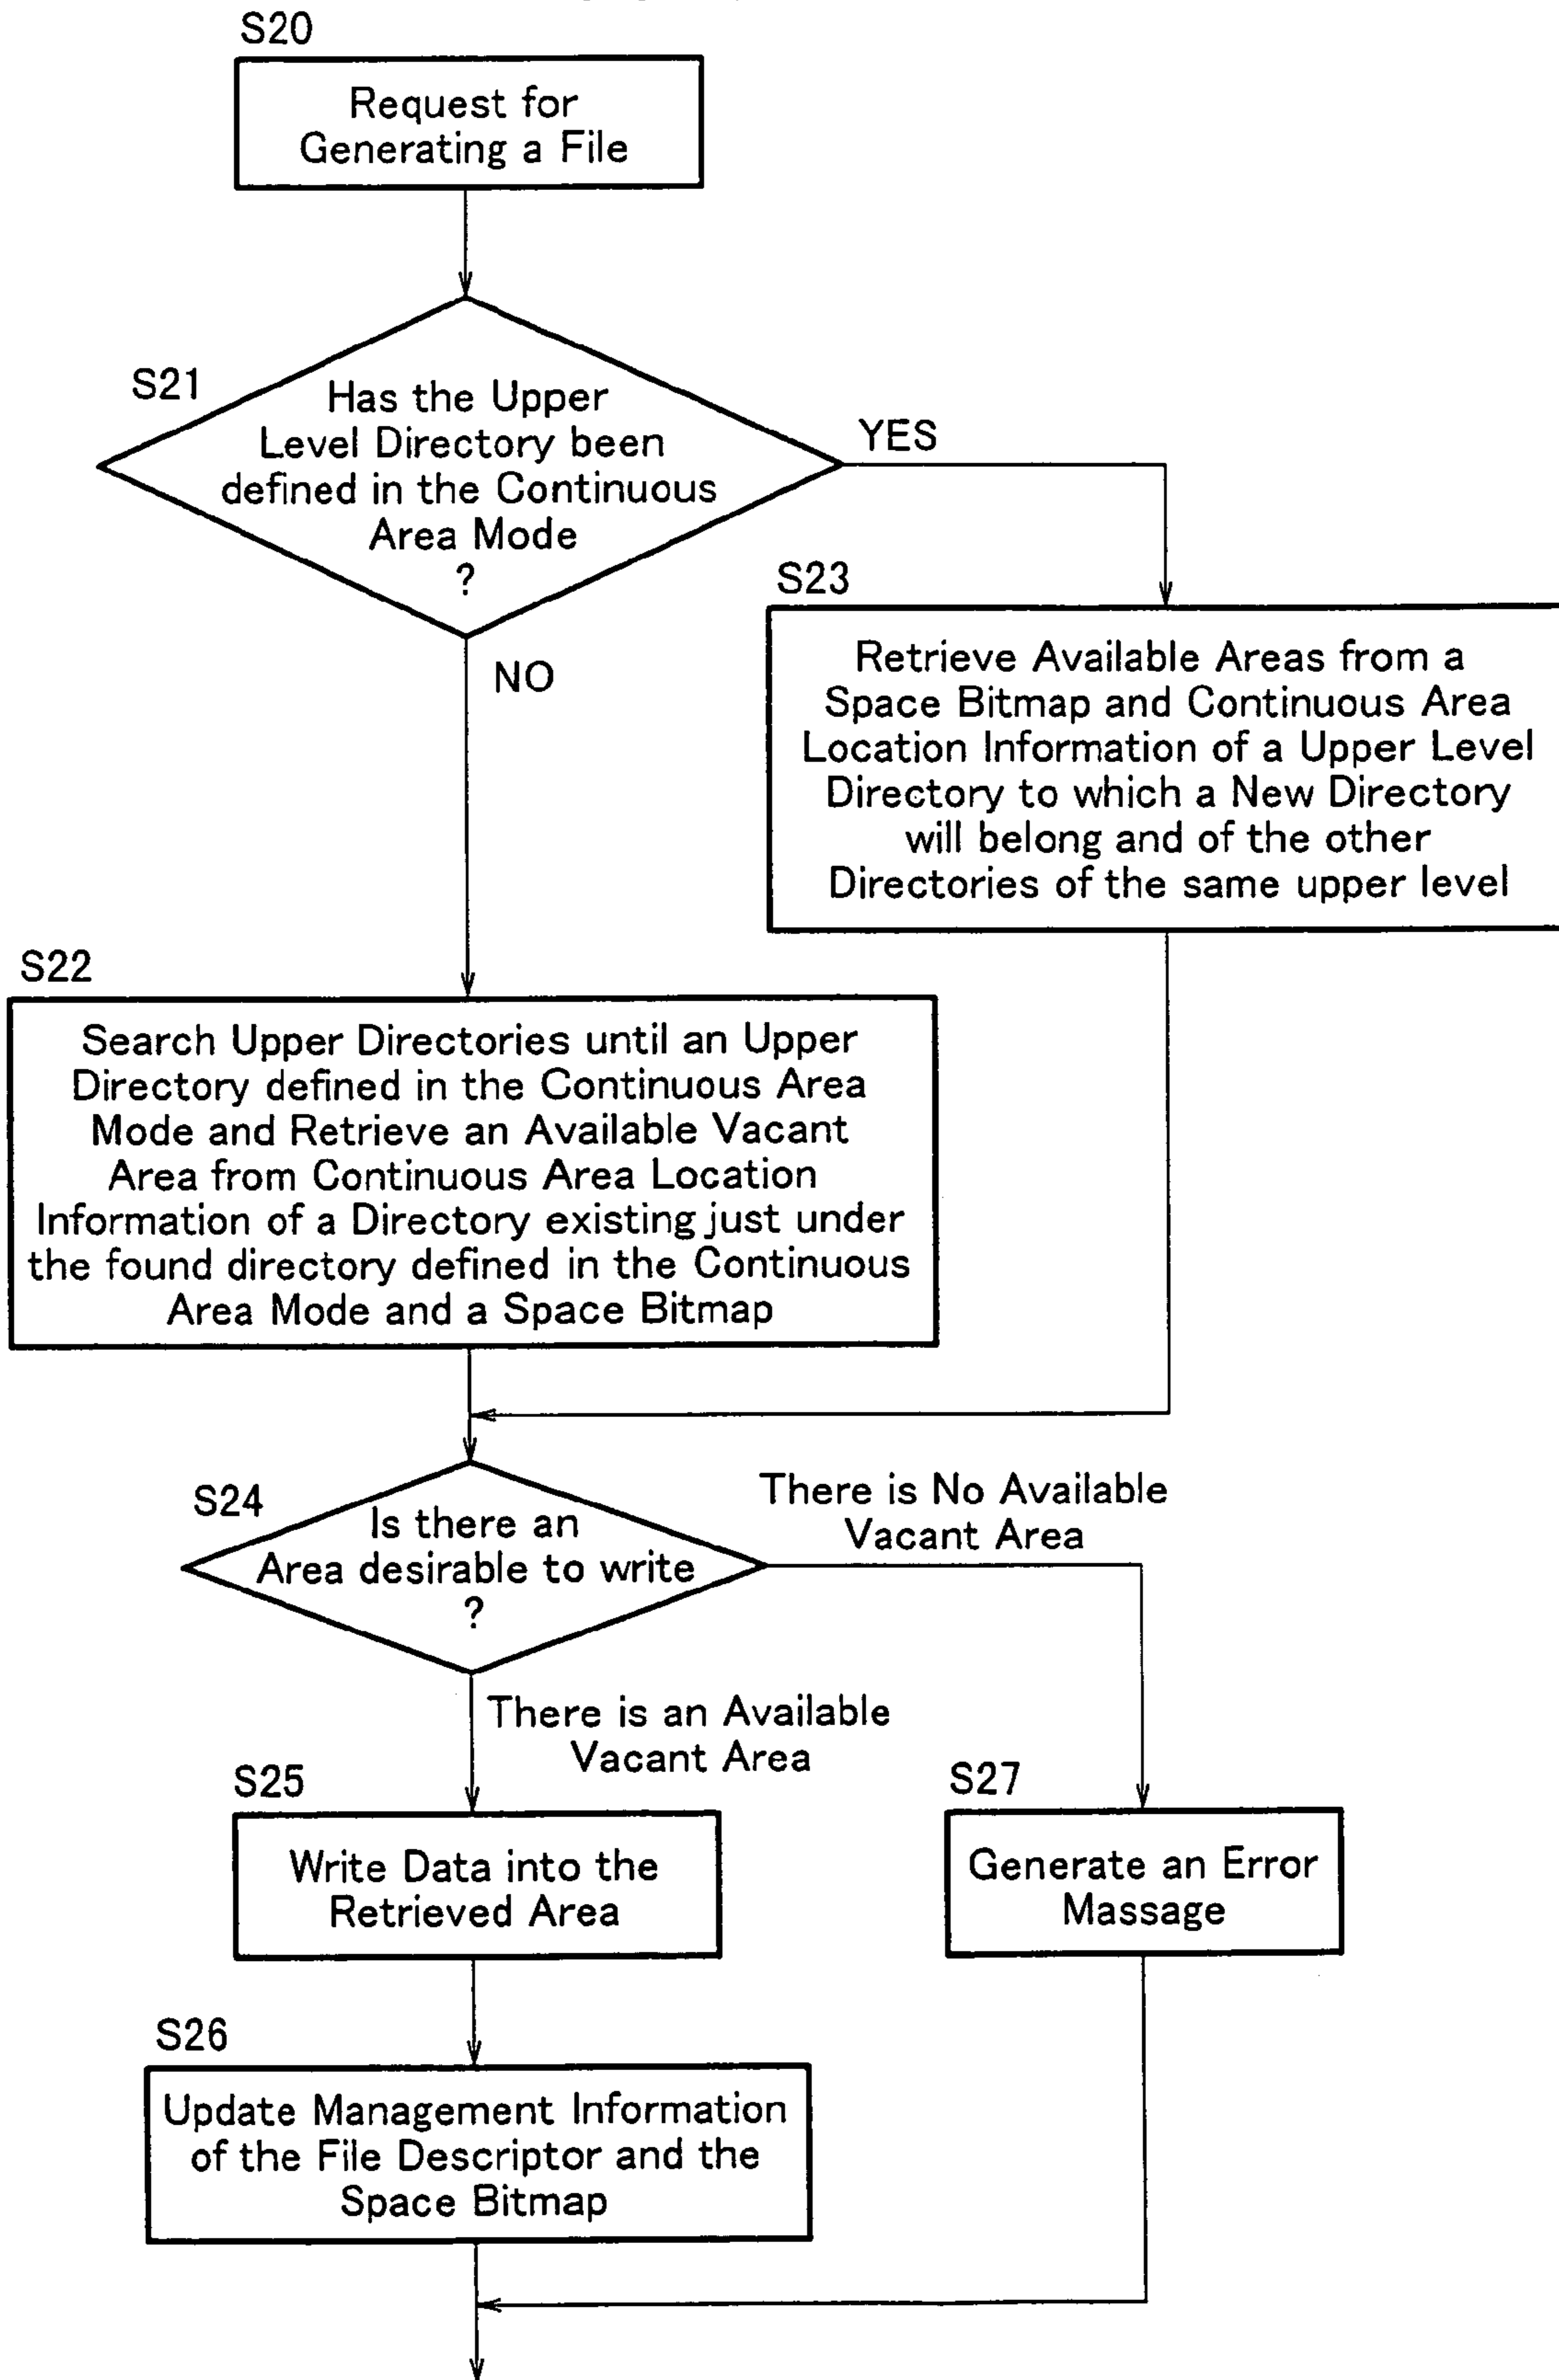 S20
Request for
Generating a File
S21
Has the Upper
Level Directory been
defined in the Continuous
Area Mode
?
YES
NO
S23
Retrieve Available Areas from a
Space Bitmap and Continuous Area
Location Information of a Upper Level
Directory to which a New Directory
will belong and of the other
Directories of the same upper level
S22
Search Upper Directories until an Upper
Directory defined in the Continuous Area
Mode and Retrieve an Available Vacant
Area from Continuous Area Location
Information of a Directory existing just under
the found directory defined in the Continuous
Area Mode and a Space Bitmap
S24
Is there an
Area desirable to write
?
There is No Available
Vacant Area
There is an Available
Vacant Area
S25
Write Data into the
Retrieved Area
S27
Generate an Error
Massage
S26
Update Management Information
of the File Descriptor and the
Space Bitmap